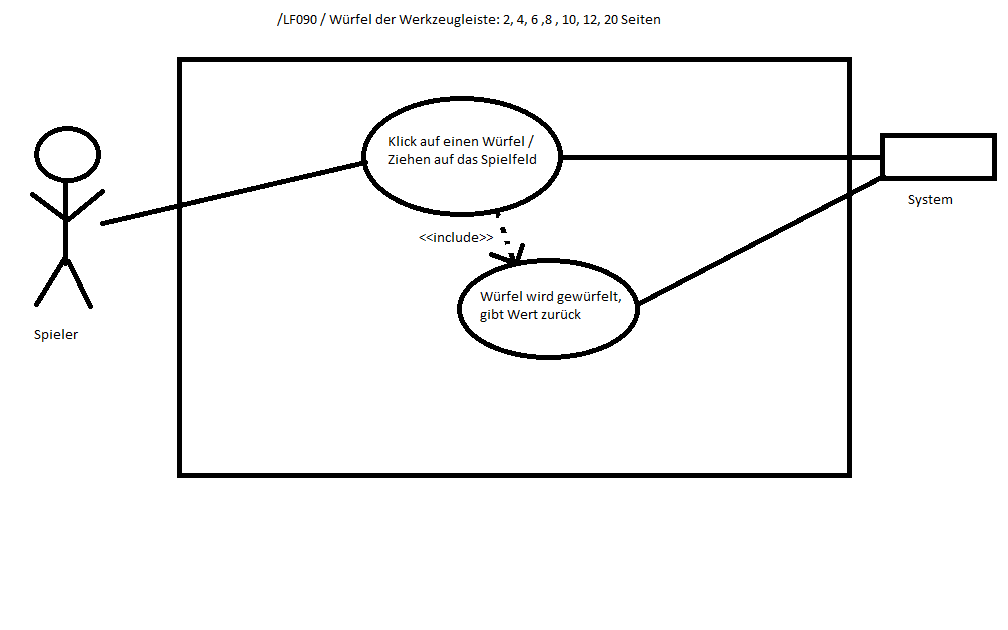 /LF090 / Würfel der Werkzeugleiste: 2, 4, 6 ,8 , 10, 12, 20 Seiten
Klick auf einen Würfel /
Ziehen auf das Spielfeld
System
<<include>>
Würfel wird gewürfelt,
gibt Wert zurück
Spieler